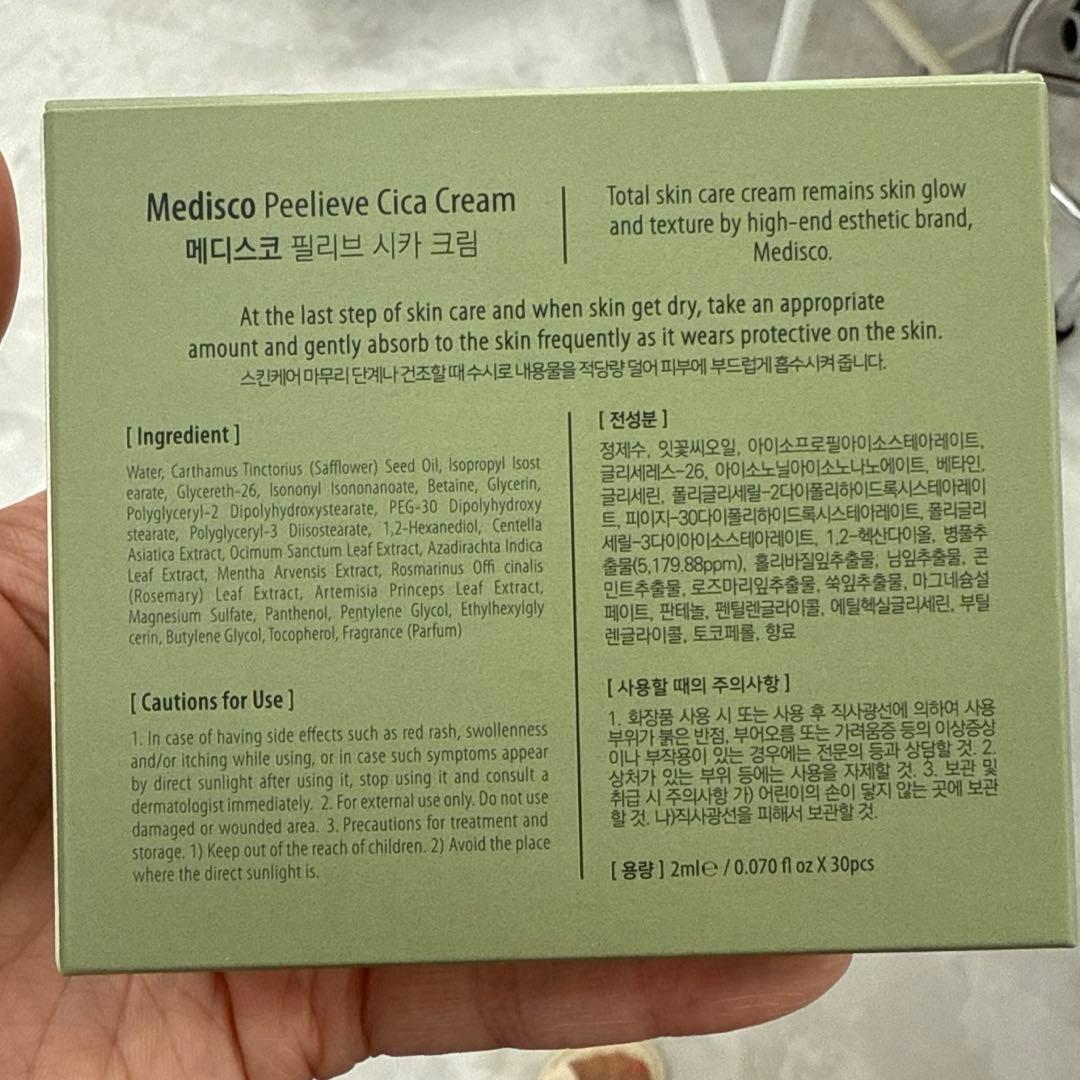 Medisco Peelieve Cica Cream
메디스코 필리브 시카 크림
Total skin care cream remains skin glow
and texture by high-end esthetic brand,
Medisco.
At the last step of skin care and when skin get dry, take an appropriate
amount and gently absorb to the skin frequently as it wears protective on the skin.
스킨케어 마무리 단계나 건조할 때 수시로 내용물을 적당량 덜어 피부에 부드럽게 흡수시켜 줍니다.
[ Ingredient ]
Water, Carthamus Tinctorius (Safflower) Seed Oil, Isopropyl Isost
earate, Glycereth-26, Isononyl Isononanoate, Betaine, Glycerin,
Polyglyceryl-2 Dipolyhydroxystearate, PEG-30 Dipolyhydroxy
stearate, Polyglyceryl-3 Diisostearate, 1,2-Hexanediol, Centella
Asiatica Extract, Ocimum Sanctum Leaf Extract, Azadirachta Indica
Leaf Extract, Mentha Arvensis Extract, Rosmarinus Offi cinalis
(Rosemary) Leaf Extract, Artemisia Princeps Leaf Extract,
Magnesium Sulfate, Panthenol, Pentylene Glycol, Ethylhexylgly
cerin, Butylene Glycol, Tocopherol, Fragrance (Parfum)
[ Cautions for Use ]
1. In case of having side effects such as red rash, swollenness
and/or itching while using, or in case such symptoms appear
by direct sunlight after using it, stop using it and consult a
dermatologist immediately. 2. For external use only. Do not use
damaged or wounded area. 3. Precautions for treatment and
storage. 1) Keep out of the reach of children. 2) Avoid the place
where the direct sunlight is.
[ 전성분 ]
정제수, 잇꽃씨오일, 아이소프로필아이소스테아레이트,
글리세레스-26, 아이소노닐아이소노나노에이트, 베타인,
글리세린, 폴리글리세릴-2다이폴리하이드록시스테아레이
트, 피이지-30다이폴리하이드록시스테아레이트, 폴리글리
세릴-3다이아이소스테아레이트, 1,2-헥산다이올, 병풀추
출물(5,179.88ppm), 홀리바질잎추출물, 님잎추출물, 콘
민트추출물, 로즈마리잎추출물, 쑥잎추출물, 마그네슘설
페이트, 판테놀, 펜틸렌글라이콜, 에틸헥실글리세린, 부틸
렌글라이콜, 토코페롤, 향료
[ 사용할 때의 주의사항 ]
1. 화장품 사용 시 또는 사용 후 직사광선에 의하여 사용
부위가 붉은 반점, 부어오름 또는 가려움증 등의 이상증상
이나 부작용이 있는 경우에는 전문의 등과 상담할 것. 2.
상처가 있는 부위 등에는 사용을 자제할 것. 3. 보관 및
취급 시 주의사항 가) 어린이의 손이 닿지 않는 곳에 보관
할 것. 나)직사광선을 피해서 보관할 것.
[ 용량 ] 2ml℮ / 0.070 fl oz X 30pcs